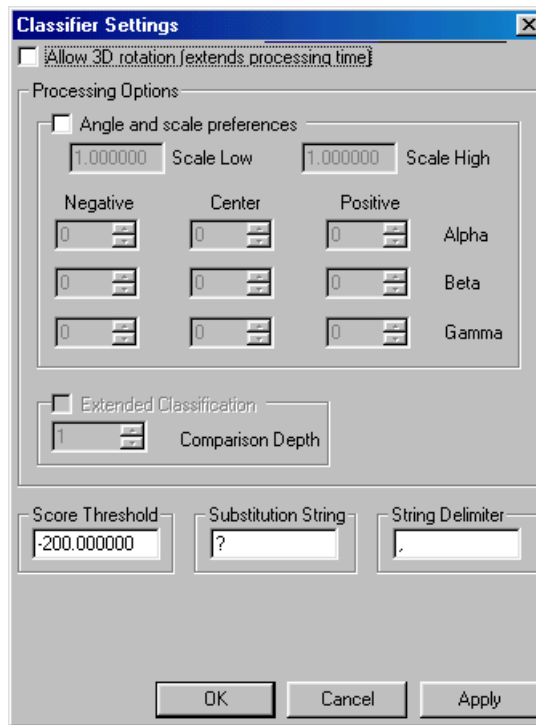 Classifier Settings
Allow 3D rotation (extends processing time)
Processing Options
Angle and scale preferences
1.000000 Scale Low 1.000000 Scale High
Negative Center Positive
0 0 0 Alpha
0 0 0 Beta
0 0 0 Gamma
Extended Classification
1 Comparison Depth
Score Threshold Substitution String String Delimiter
-200.000000 ? ,
OK Cancel Apply